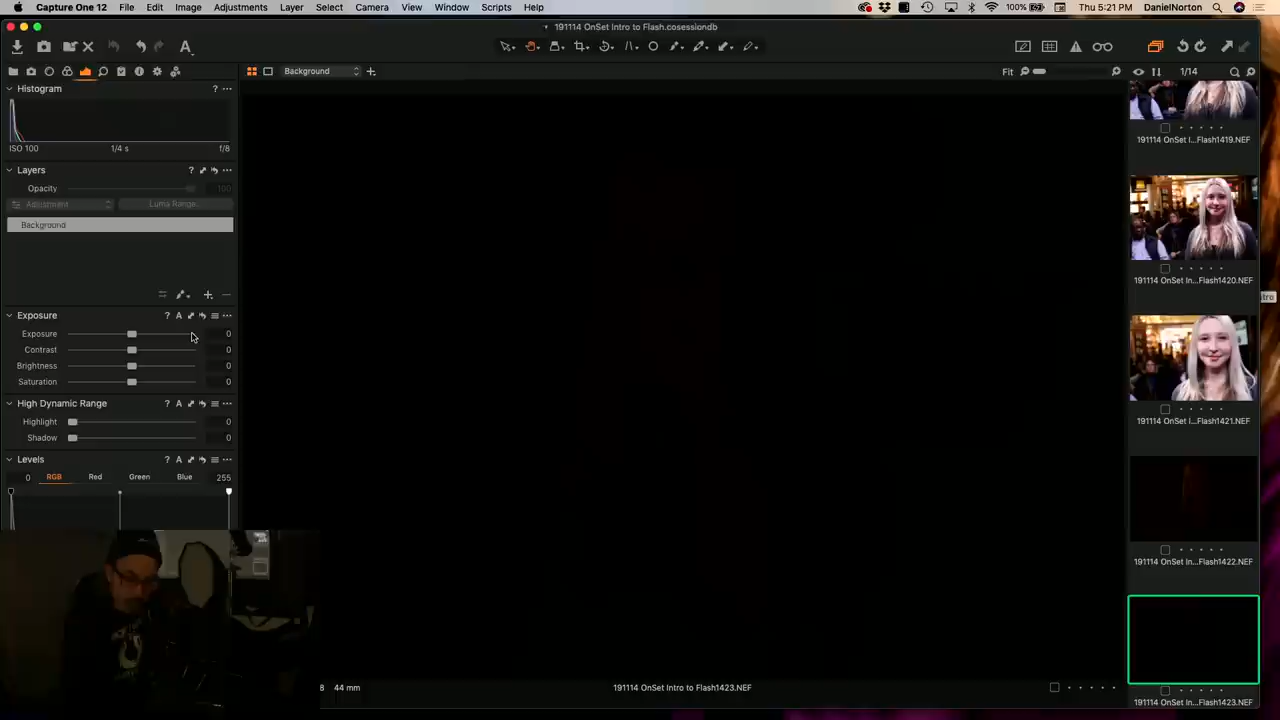 Capture One 12 File Edit Image Adjustments Layer Select Camera View Window Scripts Help 100% Thu 5:21 PM DanielNorton
191114 OnSet Intro to Flash.cosessiondb
A
Background Fit 1/14
Histogram ?
ISO 100 1/4 s f/8
191114 OnSet I...Flash1419.NEF
Layers ?
Opacity 100
Adjustment Luma Range...
Background
191114 OnSet In...Flash1420.NEF
Exposure ? A
Exposure 0
Contrast 0
Brightness 0
Saturation 0
High Dynamic Range ? A
Highlight 0
191114 OnSet I...Flash1421.NEF
Shadow 0
Levels ? A
0 RGB Red Green Blue 255
191114 OnSet In...Flash1422.NEF
8 44 mm 191114 OnSet Intro to Flash1423.NEF
191114 OnSet In...Flash1423.NEF